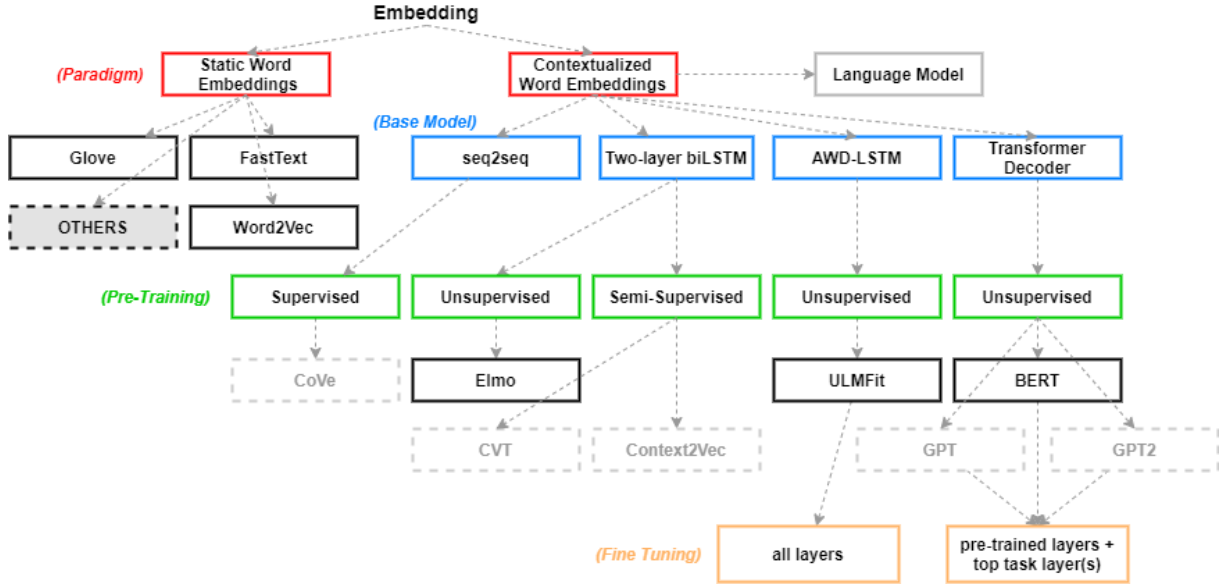 Embedding
(Paradigm)
Static Word
Embeddings
Contextualized
Word Embeddings
Language Model
(Base Model)
Glove
FastText
seq2seq
Two-layer biLSTM
AWD-LSTM
Transformer
Decoder
OTHERS
Word2Vec
(Pre-Training)
Supervised
Unsupervised
Semi-Supervised
Unsupervised
Unsupervised
CoVe
Elmo
ULMFit
BERT
CVT
Context2Vec
GPT
GPT2
(Fine Tuning)
all layers
pre-trained layers +
top task layer(s)